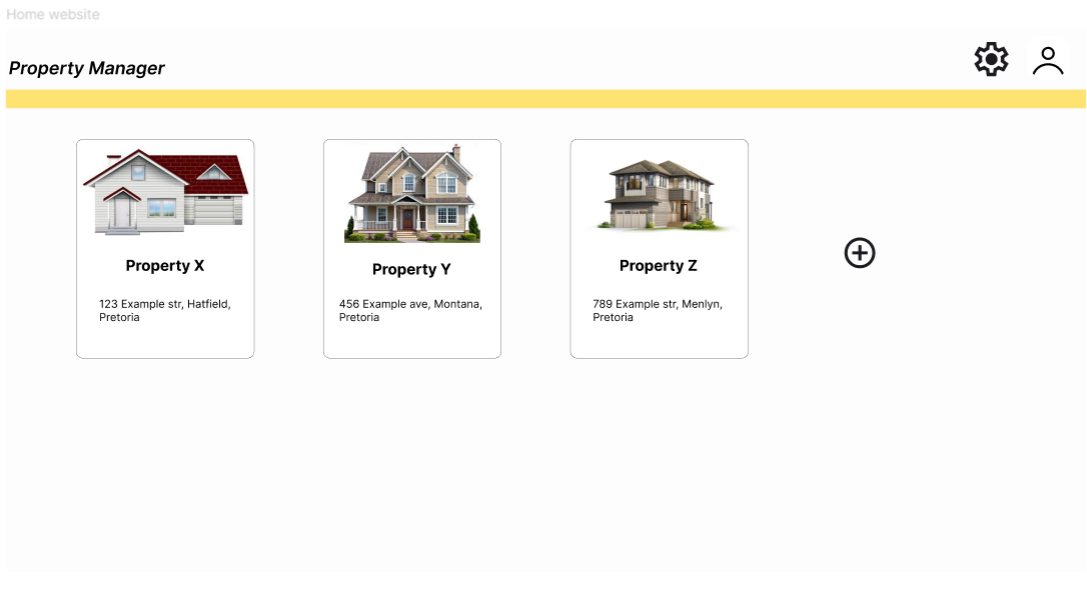 Home website
Property Manager
Property X
123 Example str, Hatfield,
Pretoria
Property Y
456 Example ave, Montana,
Pretoria
Property Z
789 Example str, Menlyn,
Pretoria